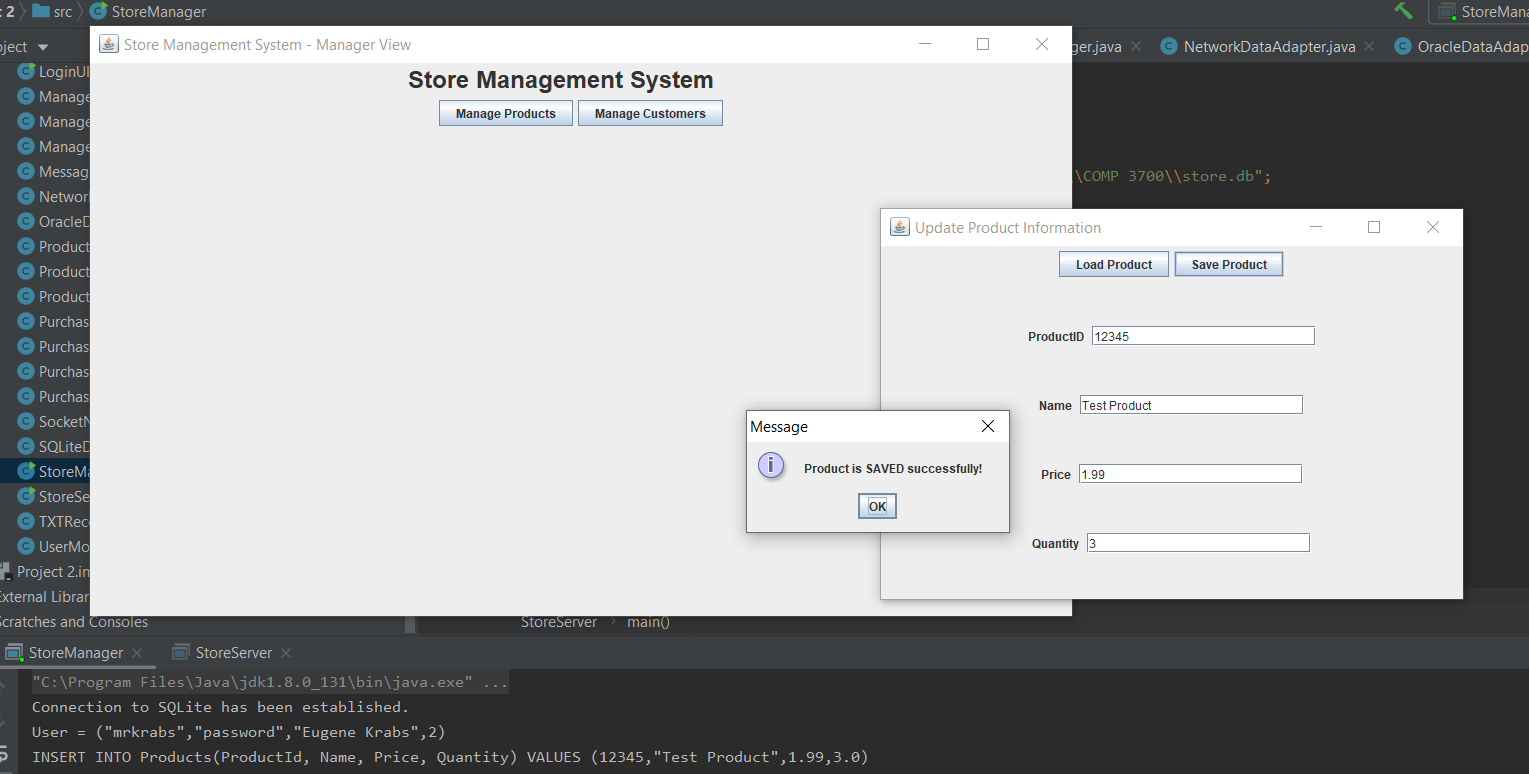 : 2 src StoreManager StoreMana
oject ger.java NetworkDataAdapter.java OracleDataAdap
Store Management System - Manager View
Store Management System
Manage Products Manage Customers
LoginUI
Manage
Manage
Manage
Messag
Network
OracleD
Product
Product
Product
Purchas
Purchas
Purchas
Purchas
SocketN
SQLiteD
StoreMa
StoreSe
TXTRece
UserMo
Project 2.im
External Librar
Scratches and Consoles
\\COMP 3700\\store.db";
Update Product Information
Load Product Save Product
ProductID 12345
Name Test Product
Price 1.99
Quantity 3
Message
i Product is SAVED successfully!
OK
StoreServer main()
StoreManager StoreServer
"C:\Program Files\Java\jdk1.8.0_131\bin\java.exe" ...
Connection to SQLite has been established.
User = ("mrkrabs","password","Eugene Krabs",2)
INSERT INTO Products(ProductId, Name, Price, Quantity) VALUES (12345,"Test Product",1.99,3.0)